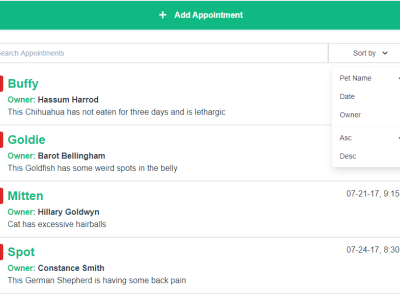 + Add Appointment
Search Appointments
Sort by
Pet Name
Date
Owner
Asc
Desc
Buffy
Owner: Hassum Harrod
This Chihuahua has not eaten for three days and is lethargic
Goldie
Owner: Barot Bellingham
This Goldfish has some weird spots in the belly
Mitten
07-21-17, 9:15
Owner: Hillary Goldwyn
Cat has excessive hairballs
Spot
07-24-17, 8:30
Owner: Constance Smith
This German Shepherd is having some back pain